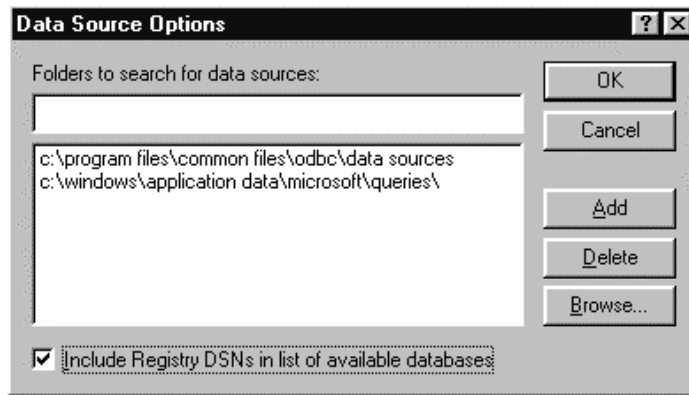 Data Source Options
Folders to search for data sources:
OK
Cancel
c:\program files\common files\odbc\data sources
c:\windows\application data\microsoft\queries\
Add
Delete
Browse...
Include Registry DSNs in list of available databases